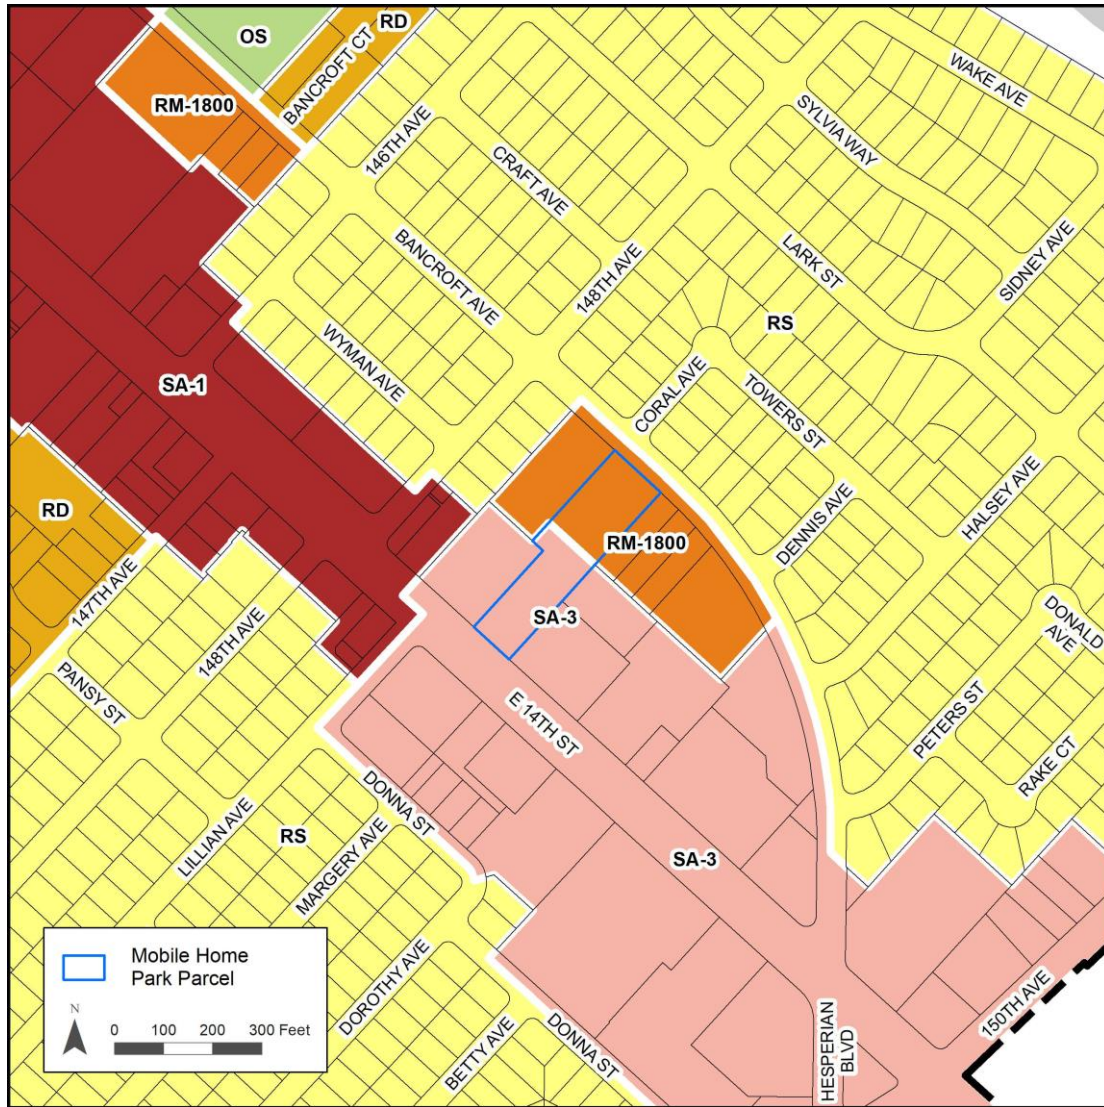 OS
RD
BANCROFT CT
RM-1800
WAKE AVE
SYLVIA WAY
146TH AVE
CRAFT AVE
BANCROFT AVE
148TH AVE
LARK ST
SIDNEY AVE
RS
WYMAN AVE
SA-1
CORAL AVE
TOWERS ST
HALSEY AVE
DENNIS AVE
RD
RM-1800
147TH AVE
SA-3
DONALD
AVE
148TH AVE
PANSY ST
E 14TH ST
PETERS ST
RAKE CT
DONNA ST
LILLIAN AVE
RS
MARGERY AVE
SA-3
Mobile Home
Park Parcel
N
0 100 200 300 Feet
DOROTHY AVE
BETTY AVE
DONNA ST
HESPERIAN
BLVD
150TH AVE